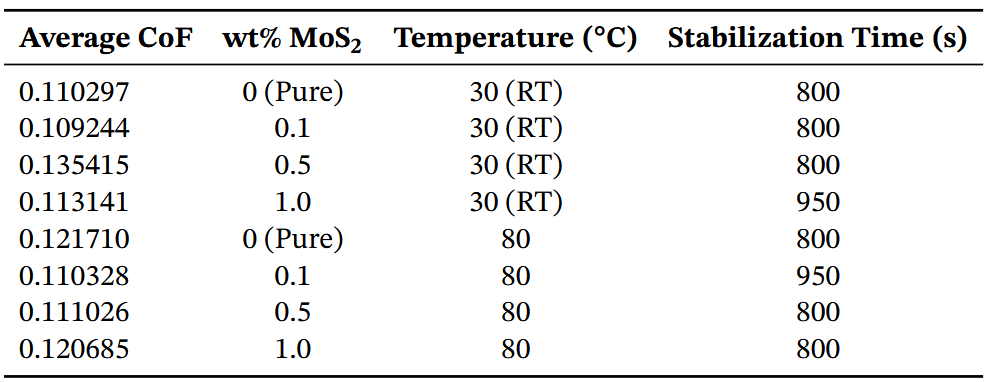 Average CoF wt% MoS₂ Temperature (°C) Stabilization Time (s)
0.110297 0 (Pure) 30 (RT) 800
0.109244 0.1 30 (RT) 800
0.135415 0.5 30 (RT) 800
0.113141 1.0 30 (RT) 950
0.121710 0 (Pure) 80 800
0.110328 0.1 80 950
0.111026 0.5 80 800
0.120685 1.0 80 800